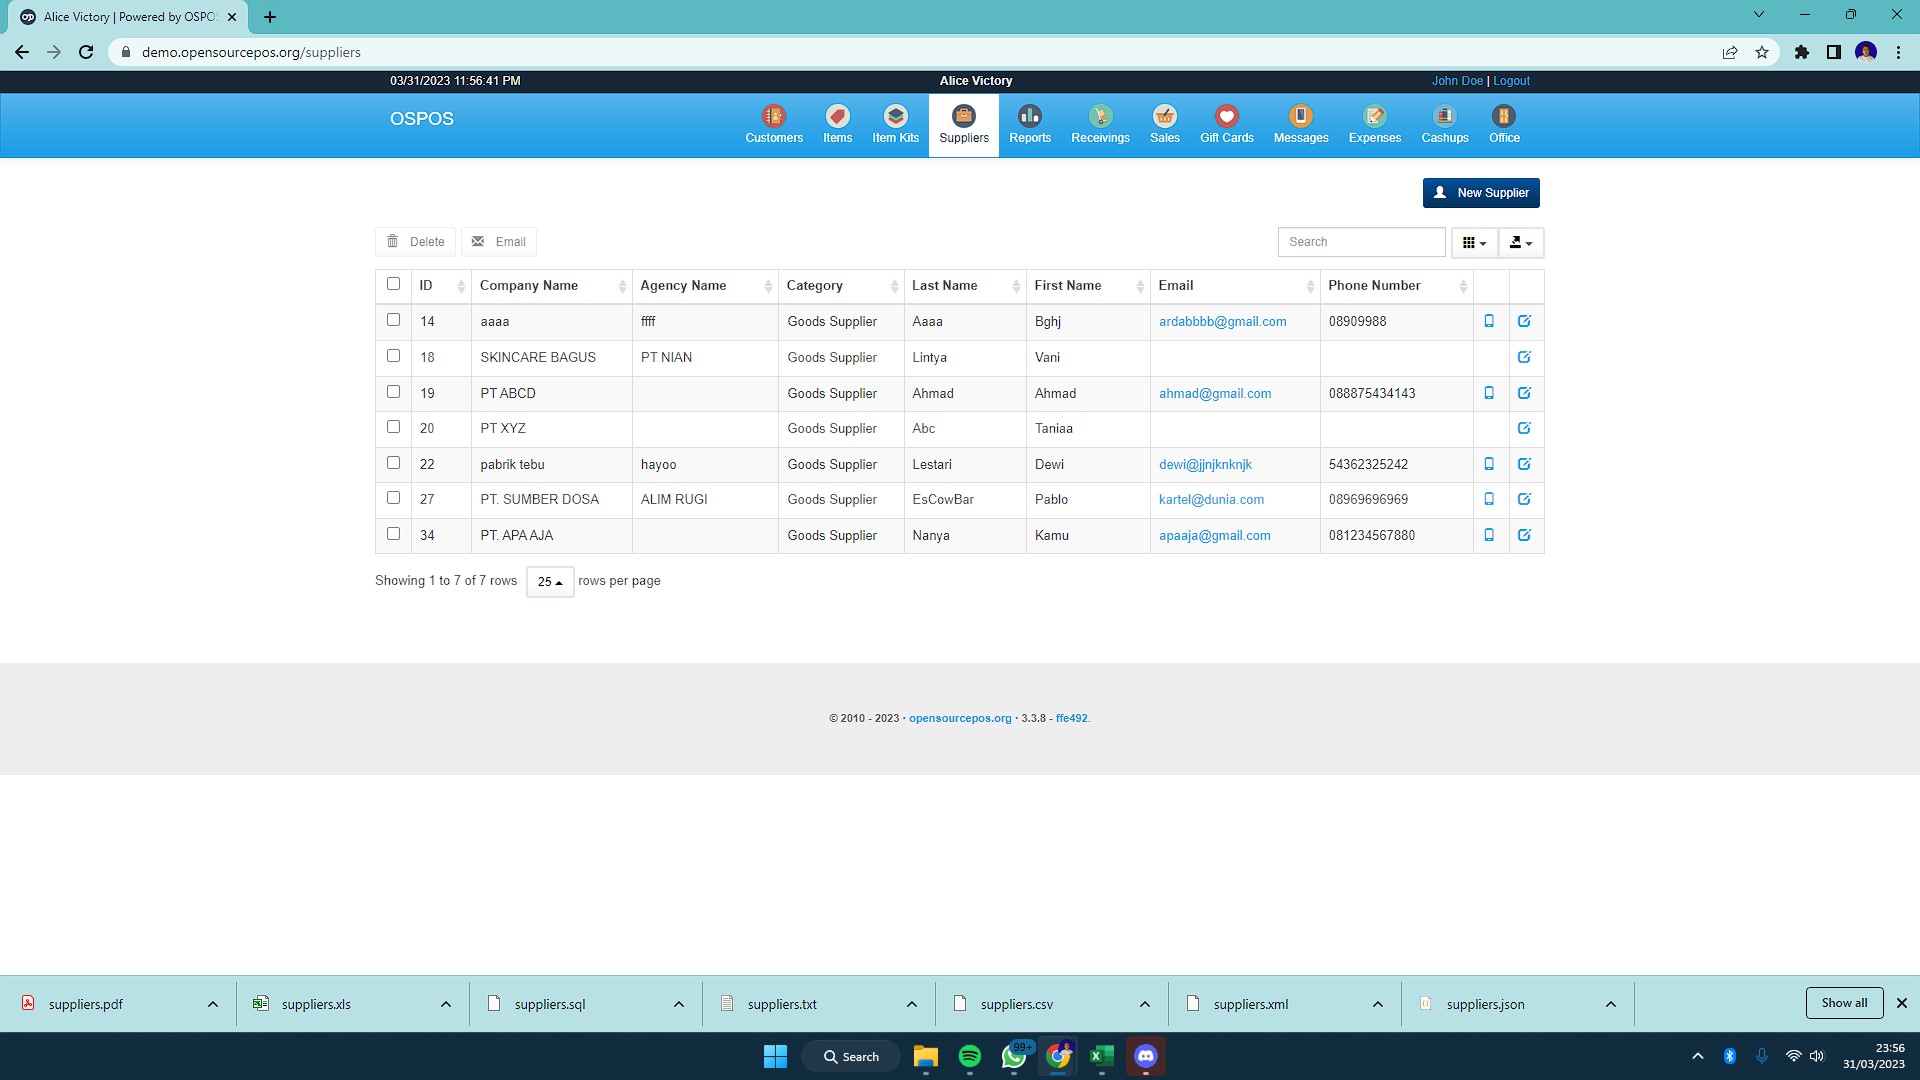 Alice Victory | Powered by OSPO
demo.opensourcepos.org/suppliers
03/31/2023 11:56:41 PM Alice Victory John Doe | Logout
OSPOS Customers Items Item Kits Suppliers Reports Receivings Sales Gift Cards Messages Expenses Cashups Office
New Supplier
Delete Email Search
ID Company Name Agency Name Category Last Name First Name Email Phone Number
14 aaaa ffff Goods Supplier Aaaa Bghj ardabbbb@gmail.com 08909988
18 SKINCARE BAGUS PT NIAN Goods Supplier Lintya Vani
19 PT ABCD Goods Supplier Ahmad Ahmad ahmad@gmail.com 088875434143
20 PT XYZ Goods Supplier Abc Taniaa
22 pabrik tebu hayoo Goods Supplier Lestari Dewi dewi@jjnjknknjk 54362325242
27 PT. SUMBER DOSA ALIM RUGI Goods Supplier EsCowBar Pablo kartel@dunia.com 08969696969
34 PT. APA AJA Goods Supplier Nanya Kamu apaaja@gmail.com 081234567880
Showing 1 to 7 of 7 rows 25 rows per page
© 2010 - 2023 · opensourcepos.org · 3.3.8 - ffe492.
suppliers.pdf suppliers.xls suppliers.sql suppliers.txt suppliers.csv suppliers.xml suppliers.json Show all
Search 99+ 23:56
31/03/2023